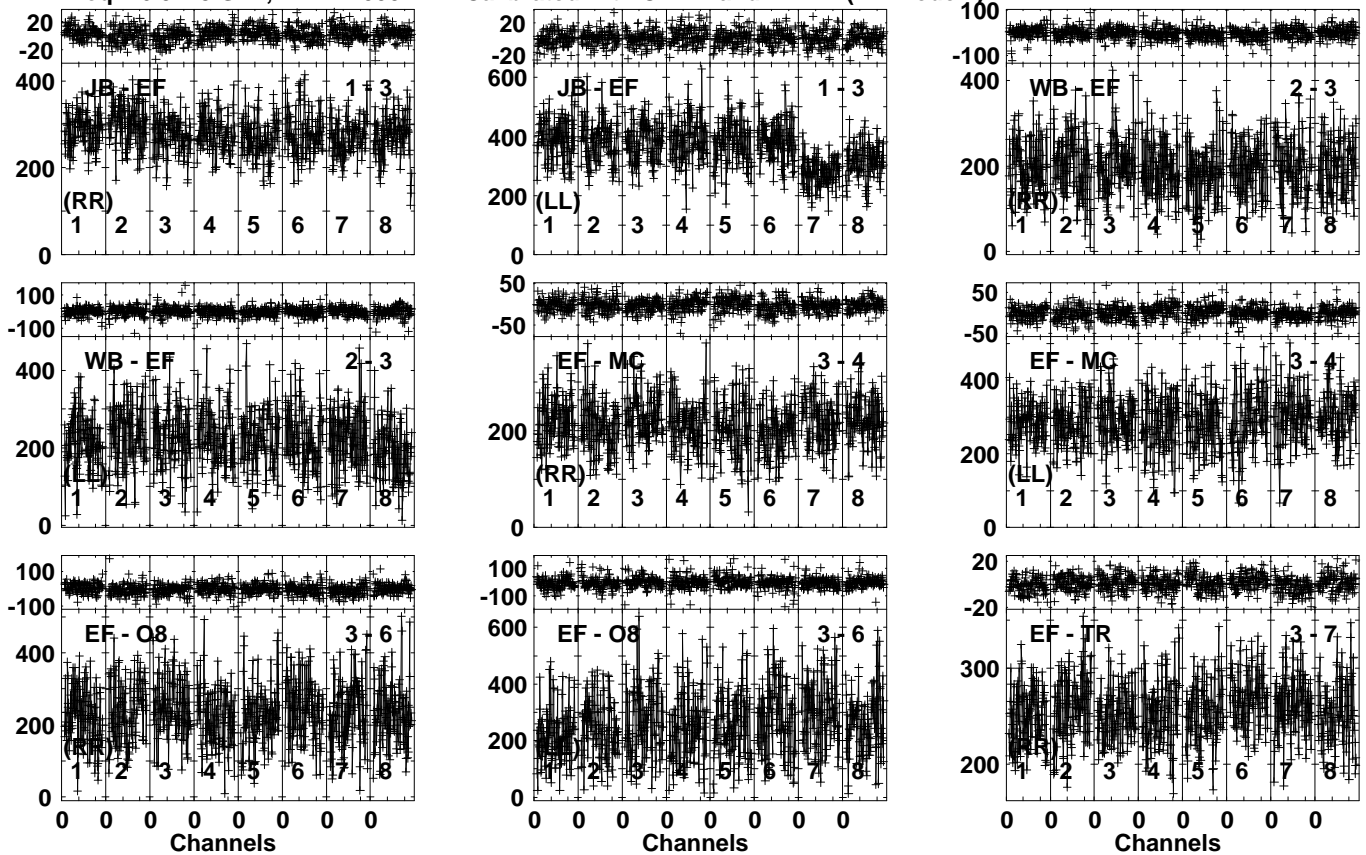 20
-20
400
200
0
JB - EF 1 - 3
(RR)
1 2 3 4 5 6 7 8
20
-20
600
400
200
0
JB - EF 1 - 3
(LL)
1 2 3 4 5 6 7 8
100
-100
400
200
0
WB - EF 2 - 3
(RR)
1 2 3 4 5 6 7 8
100
-100
400
200
0
WB - EF 2 - 3
(LL)
1 2 3 4 5 6 7 8
50
-50
200
0
EF - MC 3 - 4
(RR)
1 2 3 4 5 6 7 8
50
-50
400
200
0
EF - MC 3 - 4
(LL)
1 2 3 4 5 6 7 8
100
-100
400
200
0
EF - O8 3 - 6
(RR)
1 2 3 4 5 6 7 8
0 0 0 0 0 0 0 0
Channels
100
-100
600
400
200
0
EF - O8 3 - 6
(LL)
1 2 3 4 5 6 7 8
0 0 0 0 0 0 0 0
Channels
20
-20
300
200
EF - TR 3 - 7
(RR)
1 2 3 4 5 6 7 8
0 0 0 0 0 0 0 0
Channels